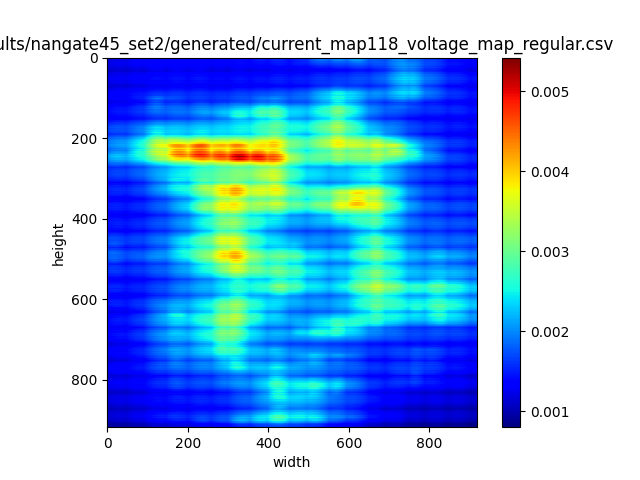 ults/nangate45_set2/generated/current_map118_voltage_map_regular.csv
0
200
400
600
800
height
0 200 400 600 800
width
0.005
0.004
0.003
0.002
0.001